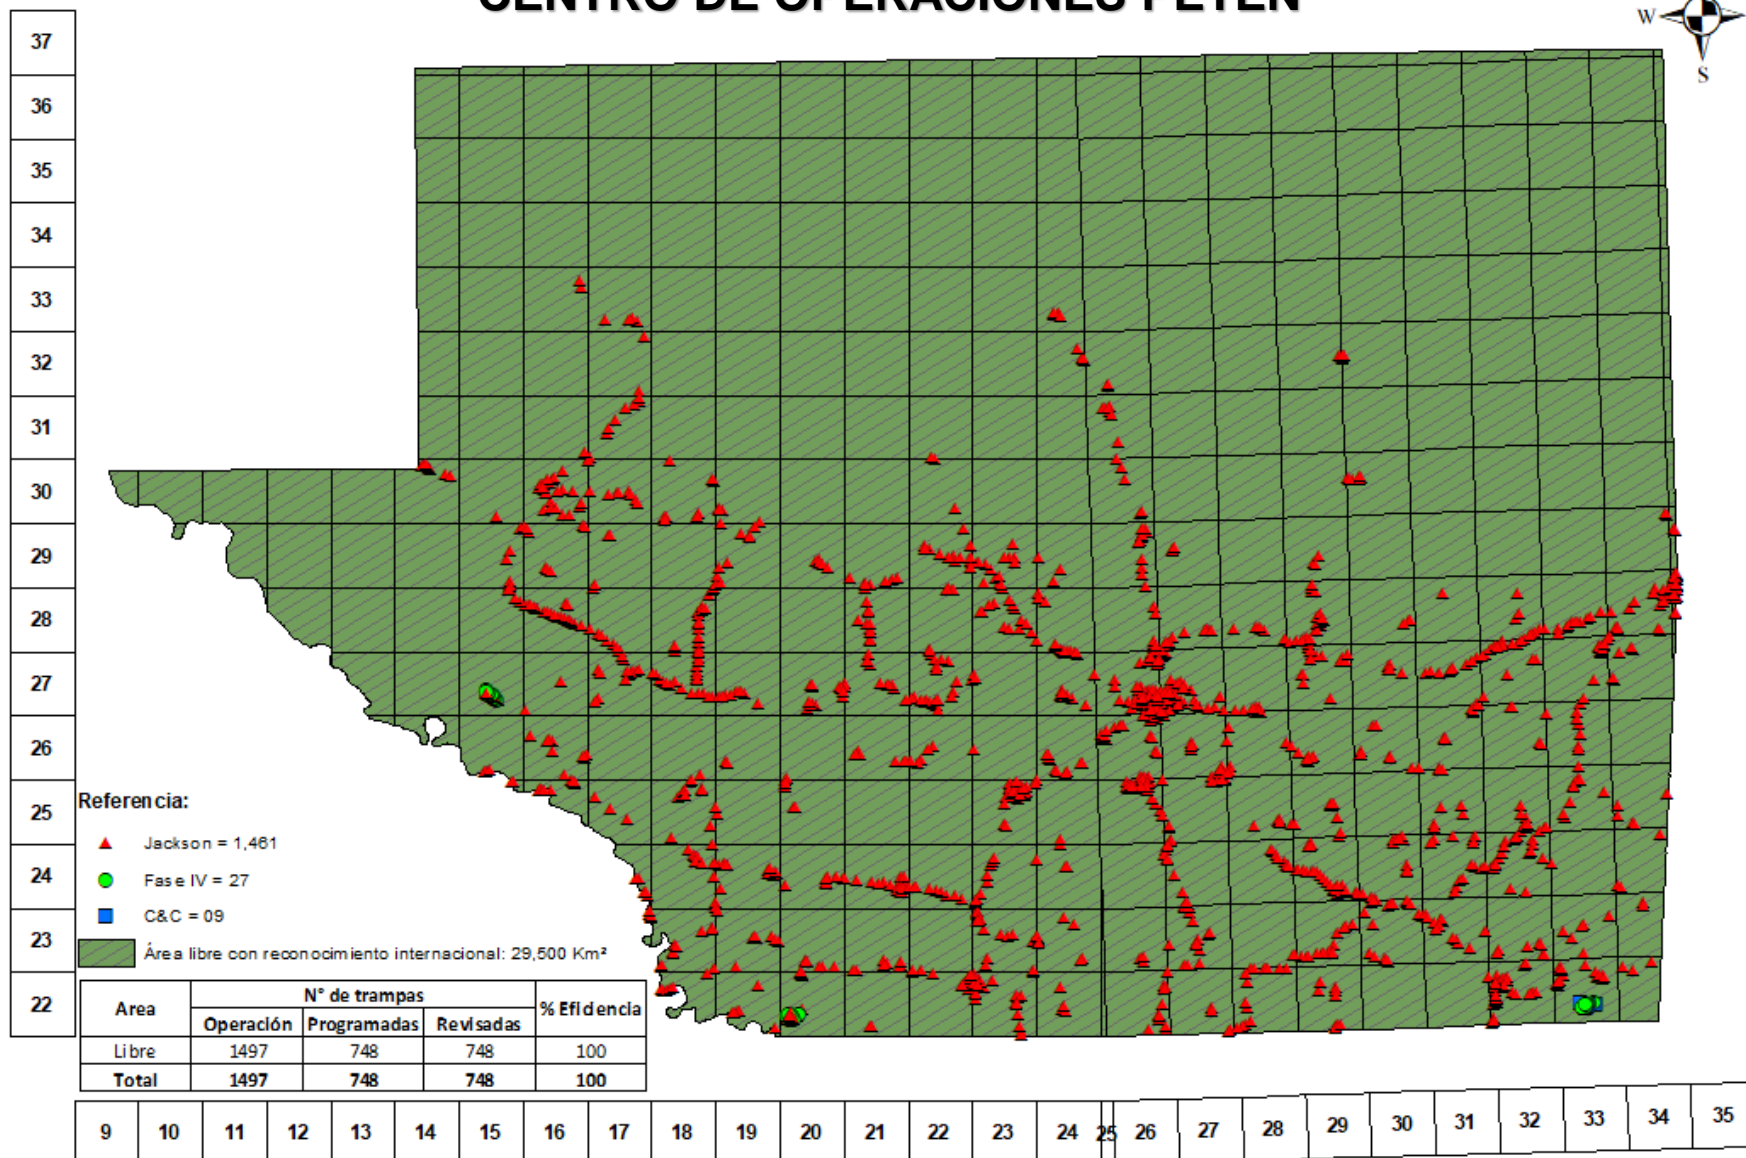 CENTRO DE OPERACIONES PETÉN
W
S
37
36
35
34
33
32
31
30
29
28
27
26
25
24
23
22
Referencia:
Jackson = 1,461
Fase IV = 27
C&C = 09
Área libre con reconocimiento internacional: 29,500 Km²
Area N° de trampas % Eficiencia
Operación Programadas Revisadas
Libre 1497 748 748 100
Total 1497 748 748 100
9 10 11 12 13 14 15 16 17 18 19 20 21 22 23 24 25 26 27 28 29 30 31 32 33 34 35